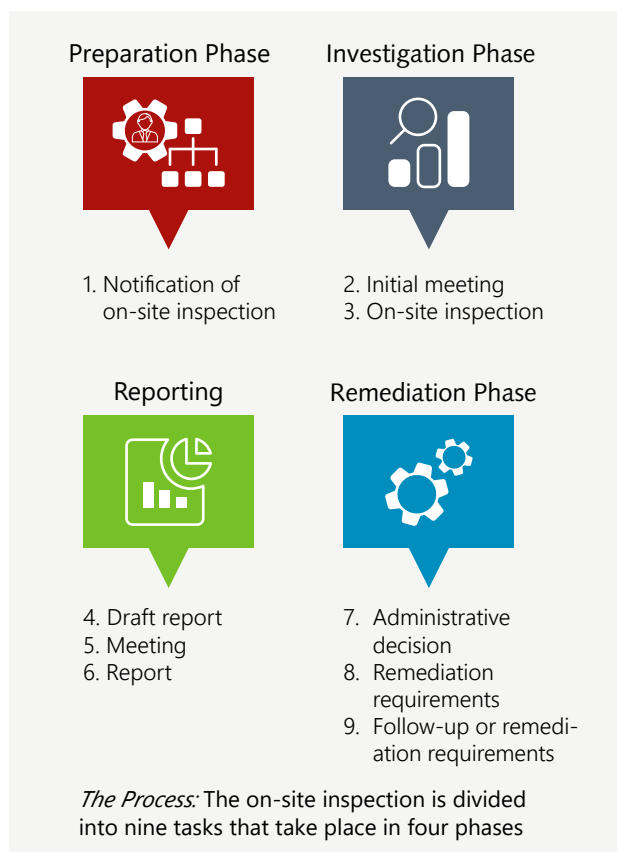 Preparation Phase
1. Notification of
on-site inspection
Investigation Phase
2. Initial meeting
3. On-site inspection
Reporting
4. Draft report
5. Meeting
6. Report
Remediation Phase
7. Administrative
decision
8. Remediation
requirements
9. Follow-up or remedi-
ation requirements
The Process: The on-site inspection is divided
into nine tasks that take place in four phases